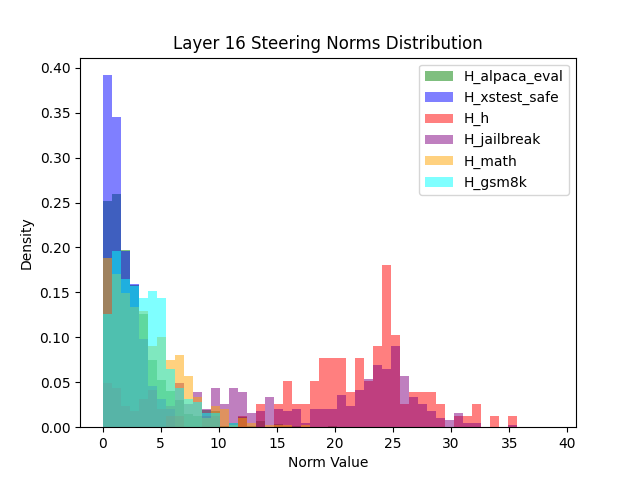 Layer 16 Steering Norms Distribution
H_alpaca_eval
H_xstest_safe
H_h
H_jailbreak
H_math
H_gsm8k
0.40
0.35
0.30
0.25
0.20
0.15
0.10
0.05
0.00
Density
0 5 10 15 20 25 30 35 40
Norm Value